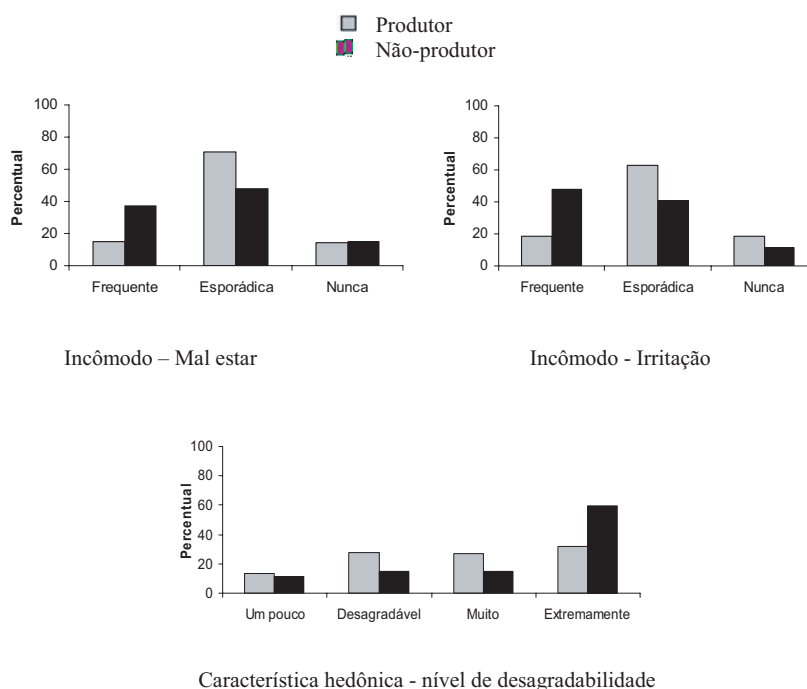 Produtor
Não-produtor
Percentual
100
80
60
40
20
0
Frequente Esporádica Nunca
Incômodo – Mal estar
Percentual
100
80
60
40
20
0
Frequente Esporádica Nunca
Incômodo - Irritação
Percentual
100
80
60
40
20
0
Um pouco Desagradável Muito Extremamente
Característica hedônica - nível de desagradabilidade